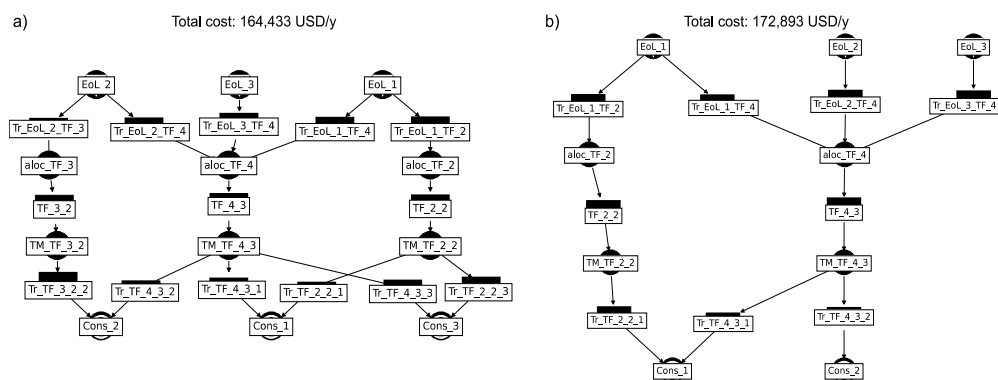 a)
Total cost: 164,433 USD/y
EoL_2
EoL_3
EoL_1
Tr_EoL_2_TF_3
Tr_EoL_2_TF_4
Tr_EoL_3_TF_4
Tr_EoL_1_TF_4
Tr_EoL_1_TF_2
aloc_TF_3
aloc_TF_4
aloc_TF_2
TF_3_2
TF_4_3
TF_2_2
TM_TF_3_2
TM_TF_4_3
TM_TF_2_2
Tr_TF_3_2_2
Tr_TF_4_3_2
Tr_TF_4_3_1
Tr_TF_2_2_1
Tr_TF_4_3_3
Tr_TF_2_2_3
Cons_2
Cons_1
Cons_3
b)
Total cost: 172,893 USD/y
EoL_1
EoL_2
EoL_3
Tr_EoL_1_TF_2
Tr_EoL_1_TF_4
Tr_EoL_2_TF_4
Tr_EoL_3_TF_4
aloc_TF_2
aloc_TF_4
TF_2_2
TF_4_3
TM_TF_2_2
TM_TF_4_3
Tr_TF_2_2_1
Tr_TF_4_3_1
Tr_TF_4_3_2
Cons_1
Cons_2